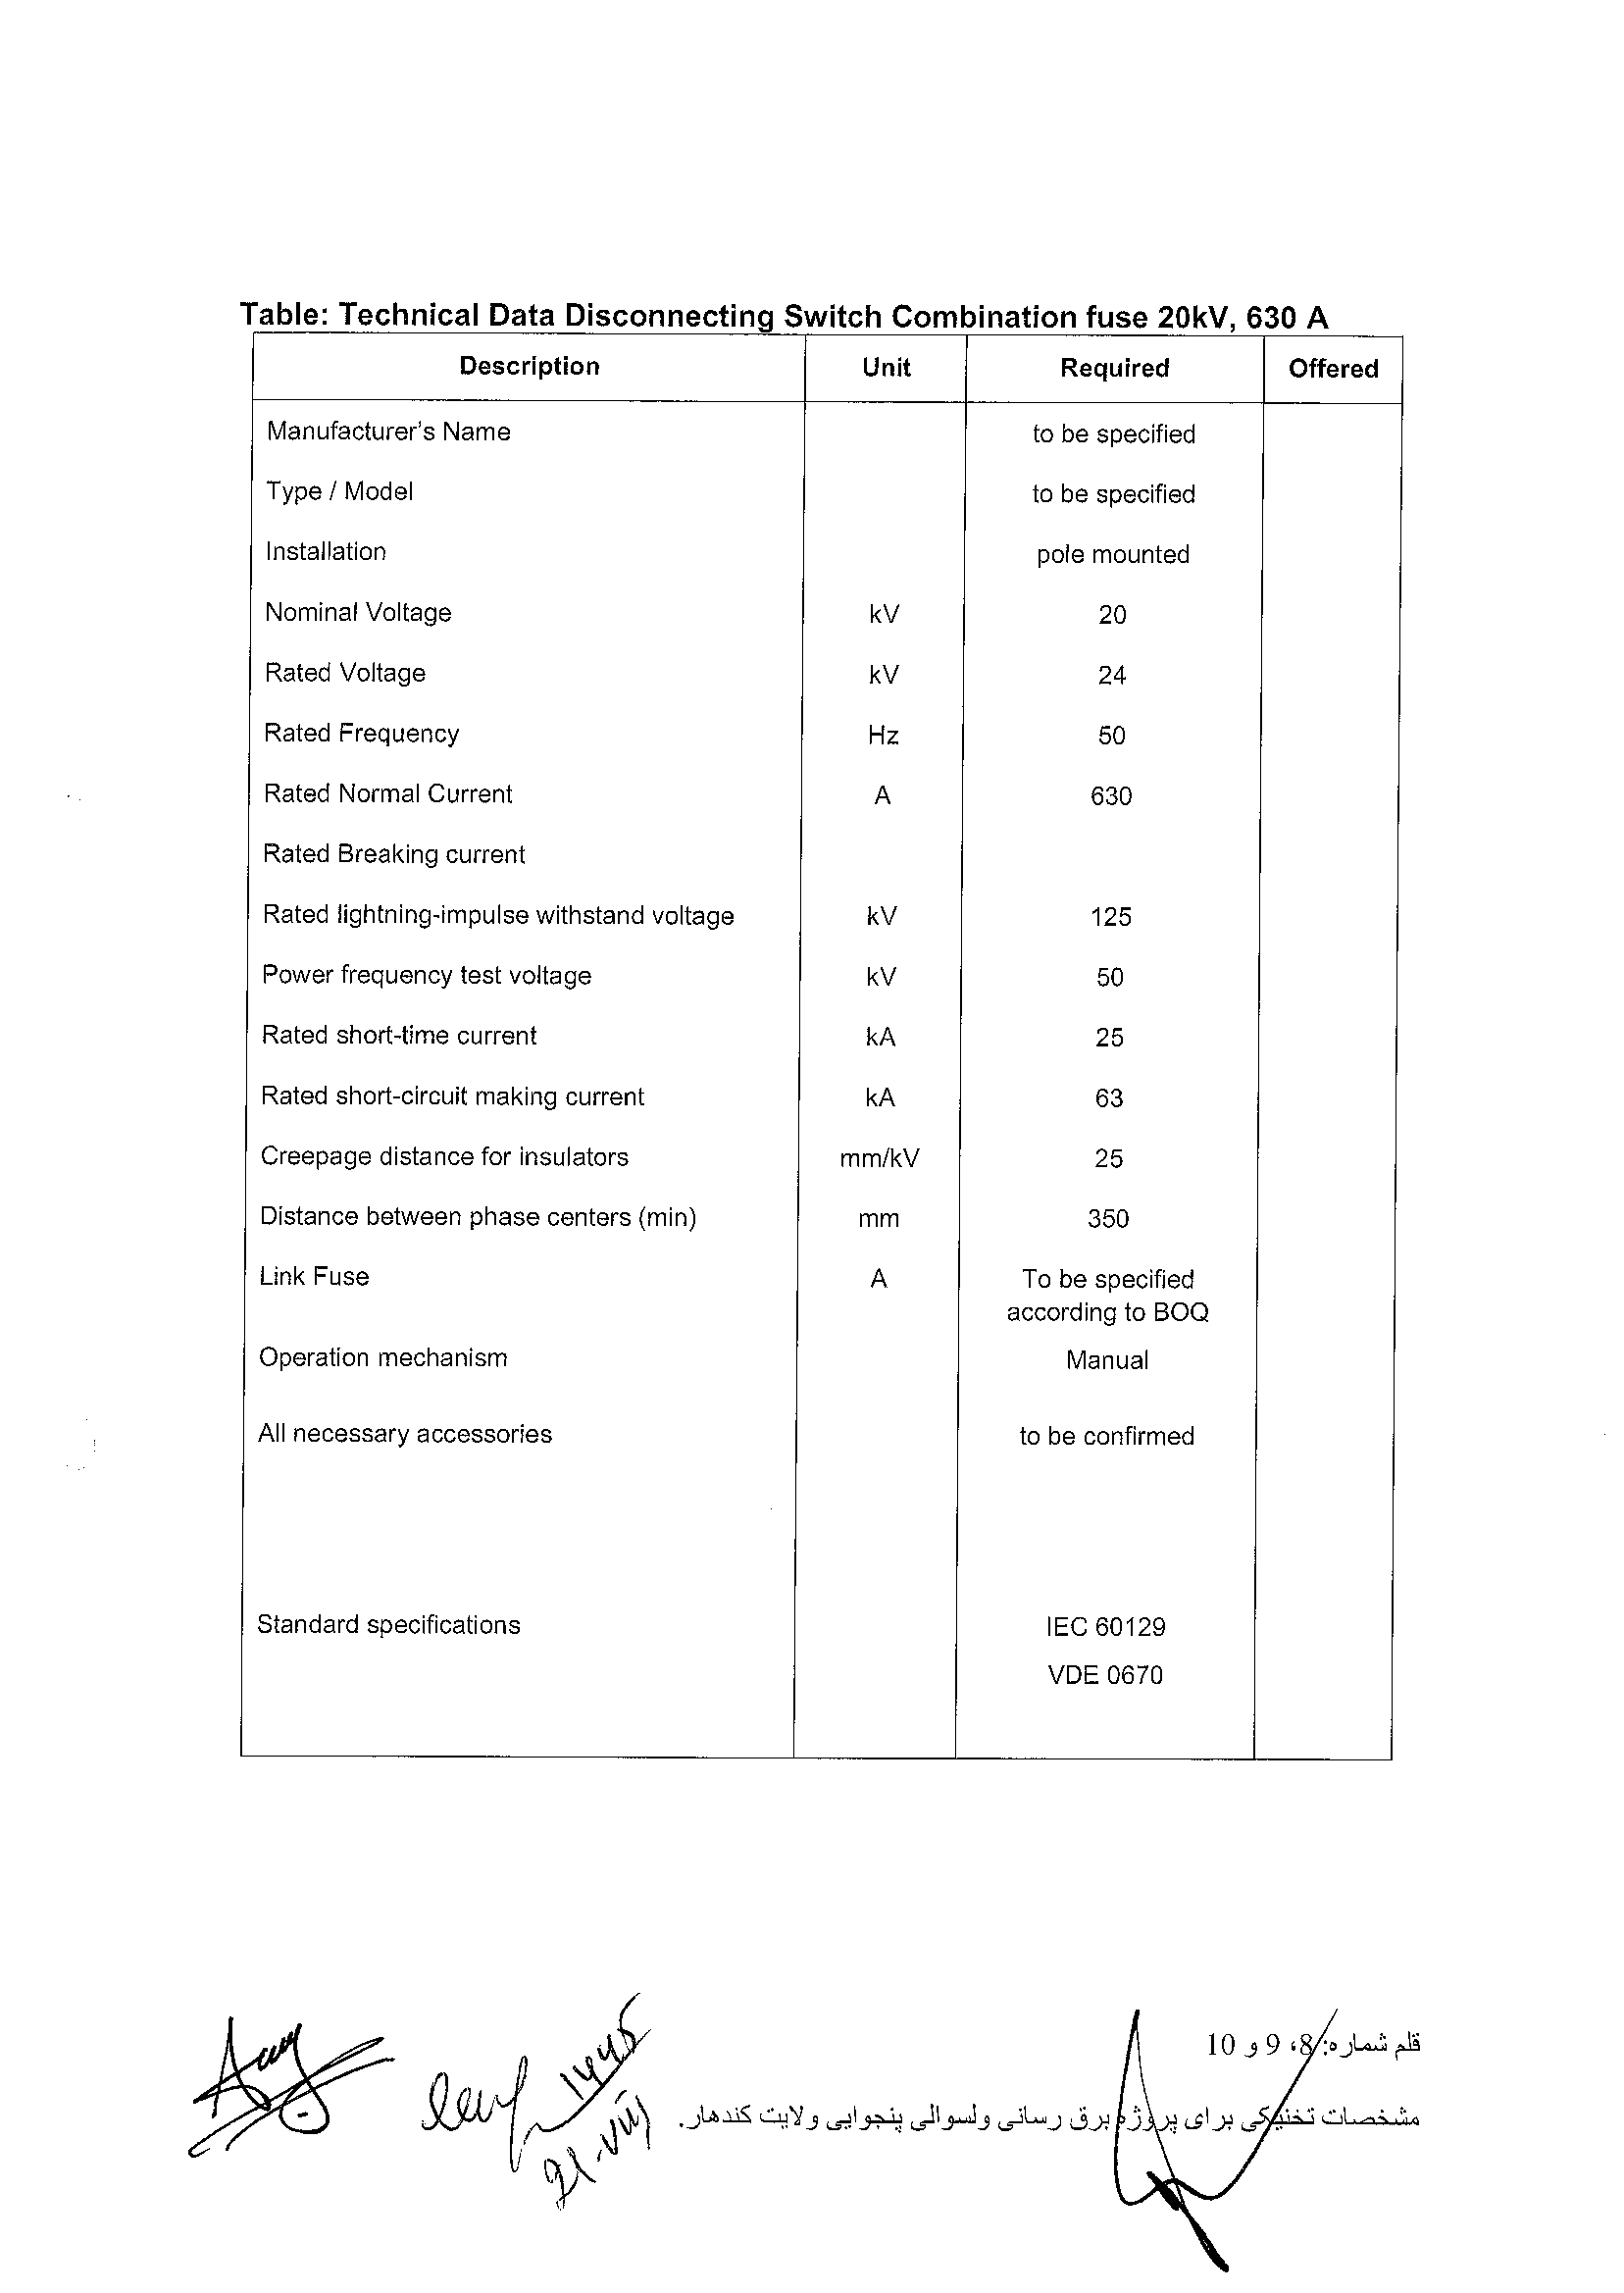 Table: Technical Data Disconnecting Switch Combination fuse 20kV, 630 A
Description Unit Required Offered
Manufacturer's Name to be specified
Type / Model to be specified
Installation pole mounted
Nominal Voltage kV 20
Rated Voltage kV 24
Rated Frequency Hz 50
Rated Normal Current A 630
Rated Breaking current
Rated lightning-impulse withstand voltage kV 125
Power frequency test voltage kV 50
Rated short-time current kA 25
Rated short-circuit making current kA 63
Creepage distance for insulators mm/kV 25
Distance between phase centers (min) mm 350
Link Fuse A To be specified
according to BOQ
Operation mechanism Manual
All necessary accessories to be confirmed
Standard specifications IEC 60129
VDE 0670
قلم شماره: 8، 9 و 10
مشخصات تخنیکی برای پروژه برق رسانی ولسوالی پنجوایی ولایت کندهار.